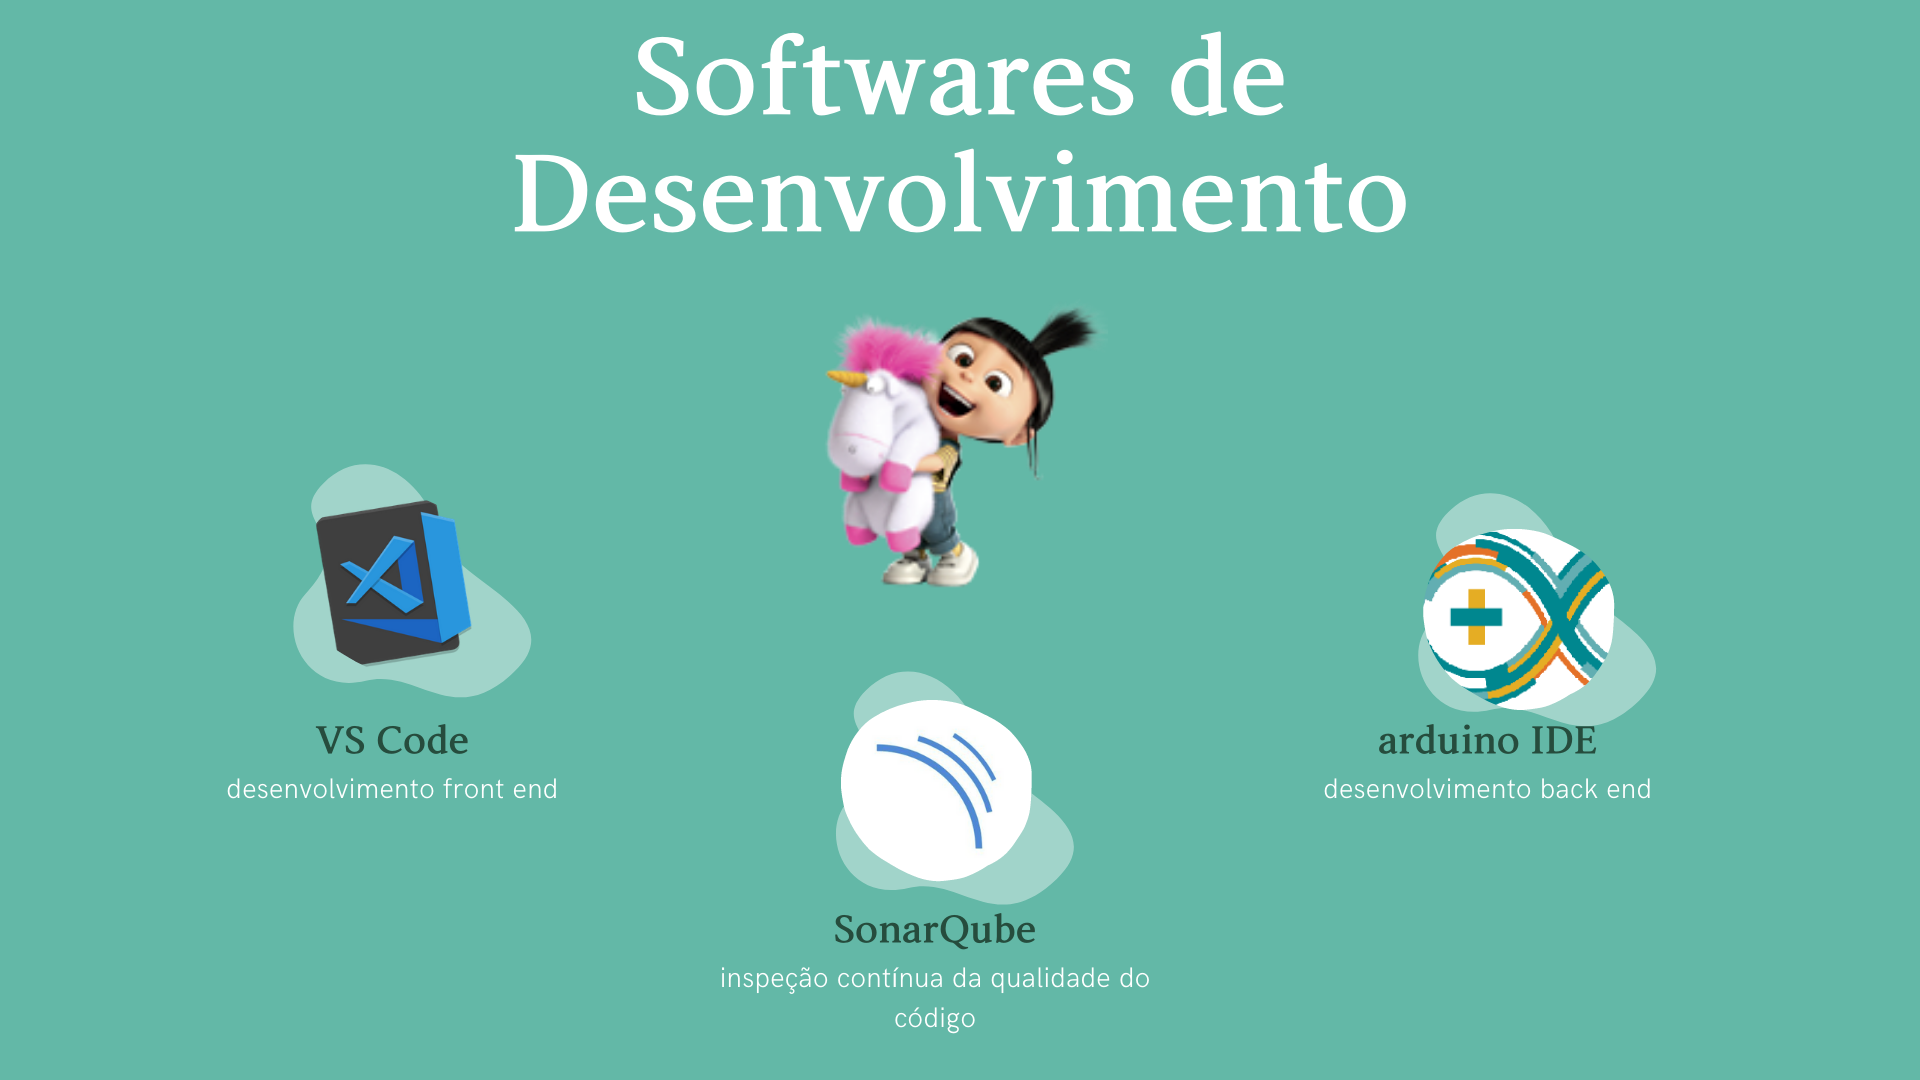 Softwares de
Desenvolvimento
VS Code
desenvolvimento front end
arduino IDE
desenvolvimento back end
SonarQube
inspeção contínua da qualidade do
código